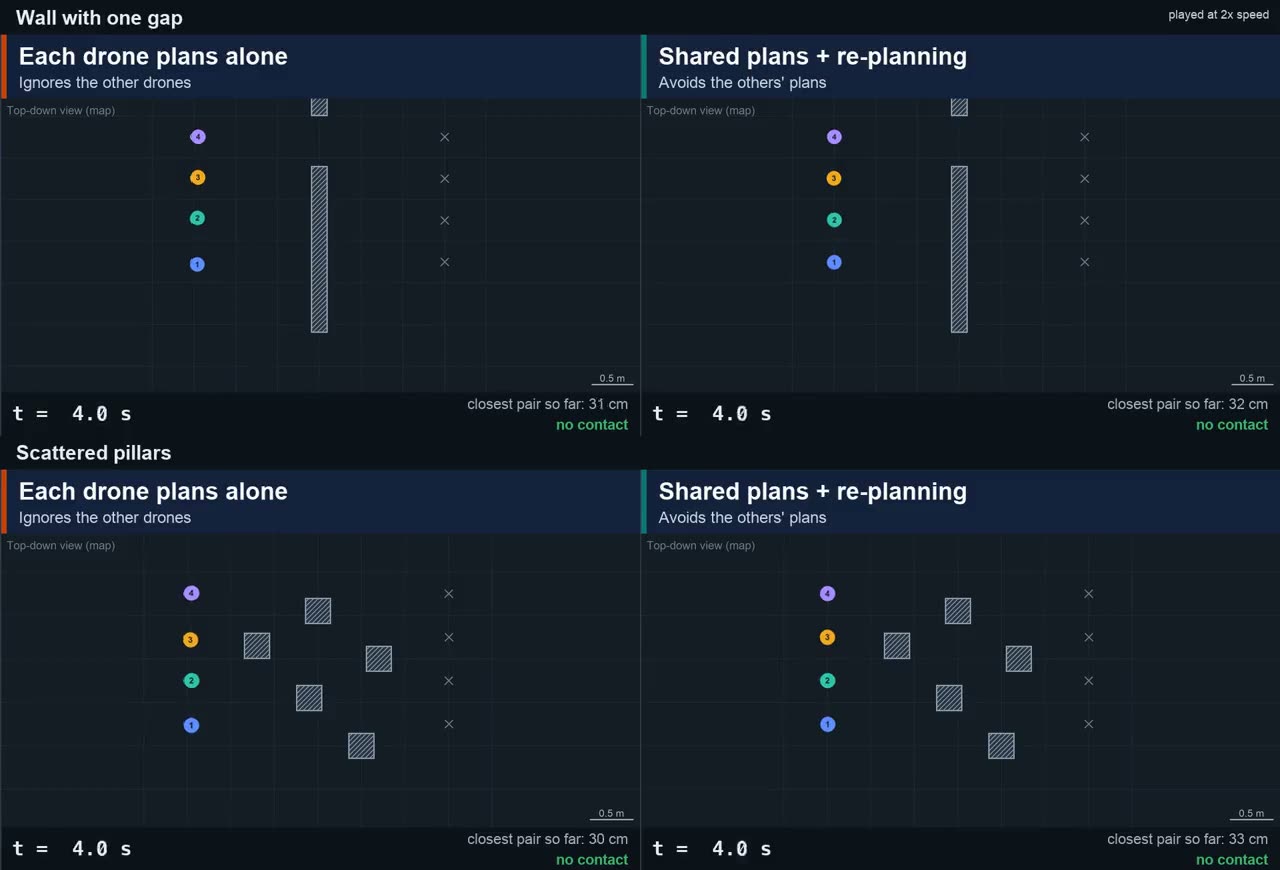 Wall with one gap
played at 2x speed
Each drone plans alone
Ignores the other drones
Shared plans + re-planning
Avoids the others' plans
Top-down view (map)
4
3
2
1
0.5 m
Top-down view (map)
4
3
2
1
0.5 m
t = 4.0 s
closest pair so far: 31 cm
no contact
t = 4.0 s
closest pair so far: 32 cm
no contact
Scattered pillars
Each drone plans alone
Ignores the other drones
Shared plans + re-planning
Avoids the others' plans
Top-down view (map)
4
3
2
1
0.5 m
Top-down view (map)
4
3
2
1
0.5 m
t = 4.0 s
closest pair so far: 30 cm
no contact
t = 4.0 s
closest pair so far: 33 cm
no contact